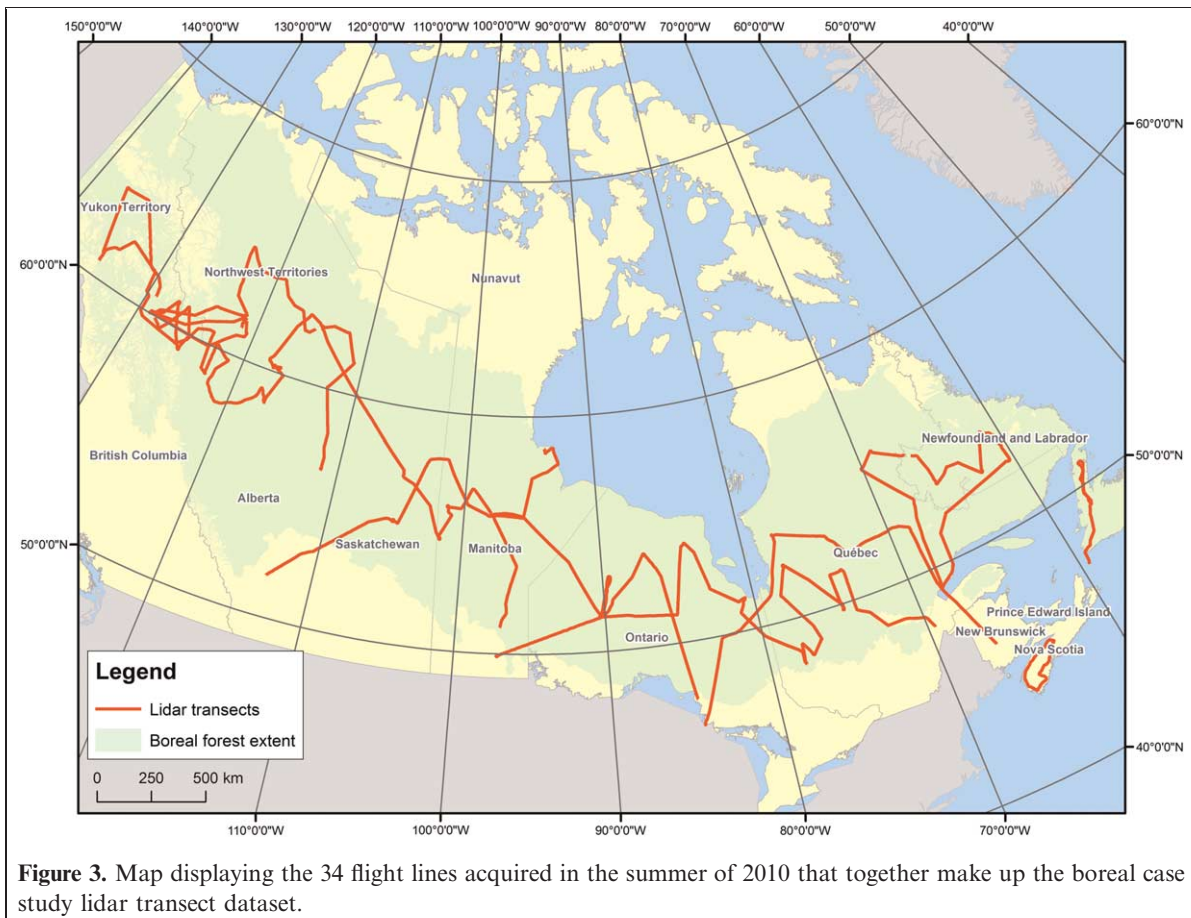 150°0'0"W 140°0'0"W 130°0'0"W 120°0'0"W 110°0'0"W 100°0'0"W 90°0'0"W 80°0'0"W 70°0'0"W 60°0'0"W 50°0'0"W 40°0'0"W
60°0'0"N
Yukon Territory
60°0'0"N
Northwest Territories
Nunavut
Newfoundland and Labrador
British Columbia
50°0'0"N
Alberta
50°0'0"N
Saskatchewan
Manitoba
Québec
Prince Edward Island
Ontario
New Brunswick
Nova Scotia
Legend
Lidar transects
Boreal forest extent
40°0'0"N
0 250 500 km
110°0'0"W 100°0'0"W 90°0'0"W 80°0'0"W 70°0'0"W
Figure 3. Map displaying the 34 flight lines acquired in the summer of 2010 that together make up the boreal case
study lidar transect dataset.